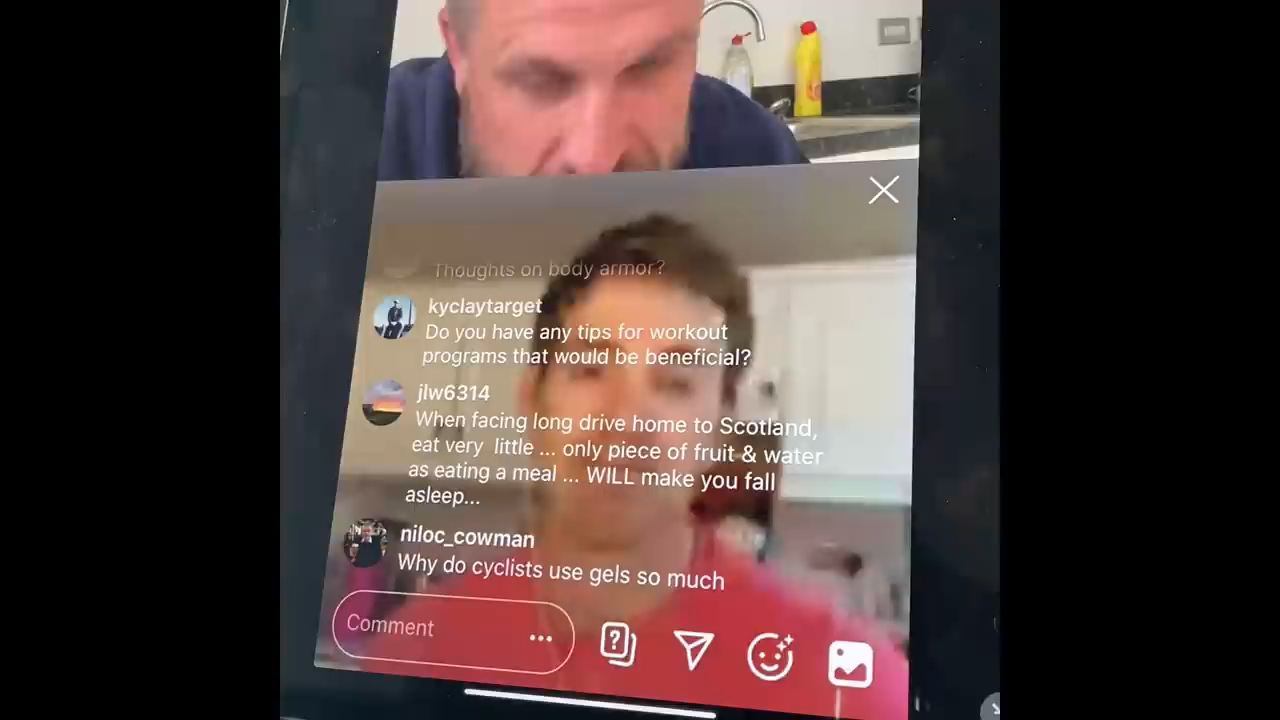 Thoughts on body armor?
kyclaytarget
Do you have any tips for workout
programs that would be beneficial?
jlw6314
When facing long drive home to Scotland,
eat very little ... only piece of fruit & water
as eating a meal ... WILL make you fall
asleep...
niloc_cowman
Why do cyclists use gels so much
Comment